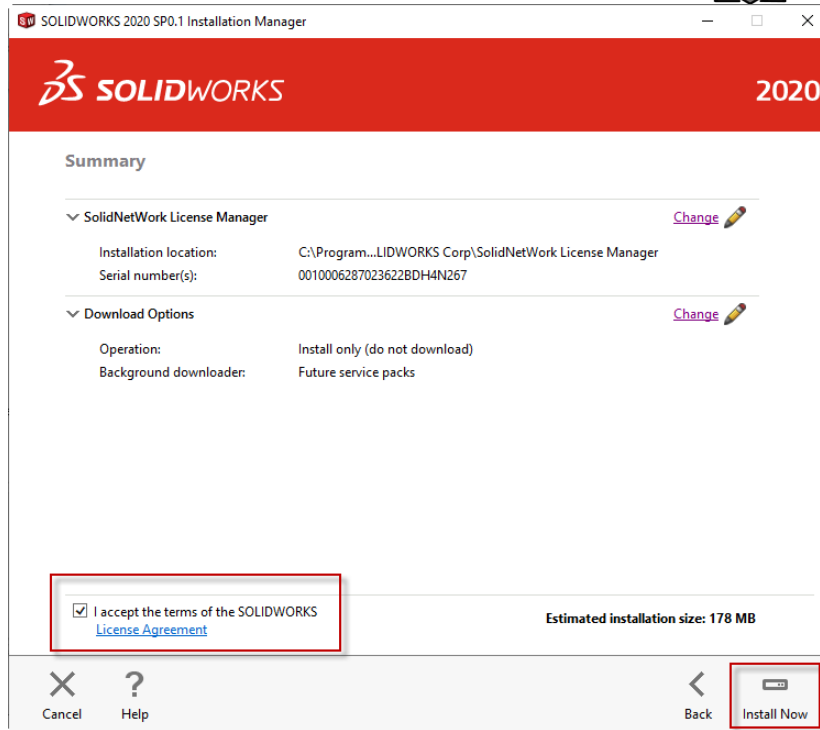 SOLIDWORKS 2020 SP0.1 Installation Manager
SOLIDWORKS
2020
Summary
SolidNetWork License Manager
Change
Installation location: C:\Program...LIDWORKS Corp\SolidNetWork License Manager
Serial number(s): 0010006287023622BDH4N267
Download Options
Change
Operation: Install only (do not download)
Background downloader: Future service packs
I accept the terms of the SOLIDWORKS
License Agreement
Estimated installation size: 178 MB
Cancel
? Help
Back
Install Now